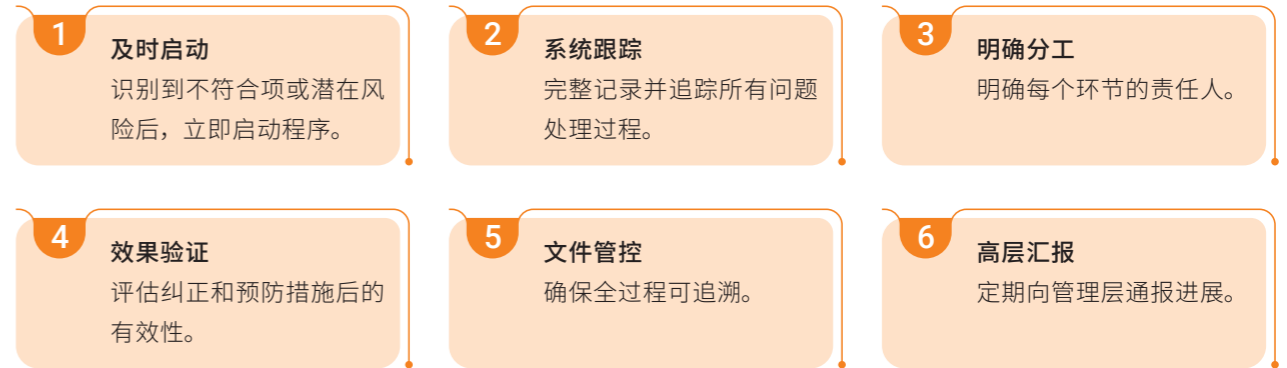 1
及时启动
识别到不符合项或潜在风
险后，立即启动程序。
2
系统跟踪
完整记录并追踪所有问题
处理过程。
3
明确分工
明确每个环节的责任人。
4
效果验证
评估纠正和预防措施后的
有效性。
5
文件管控
确保全过程可追溯。
6
高层汇报
定期向管理层通报进展。